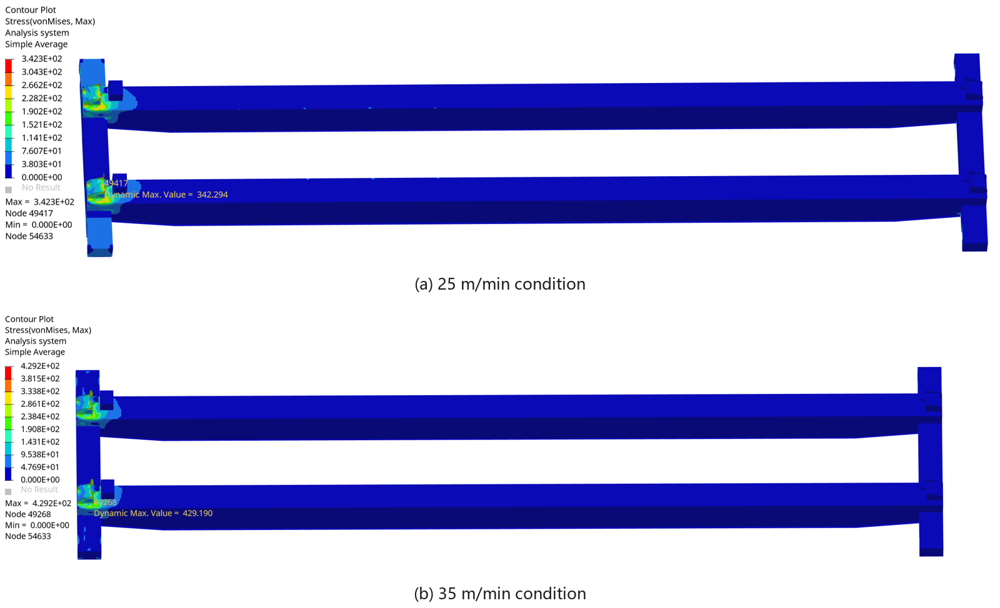 Contour Plot
Stress(vonMises, Max)
Analysis system
Simple Average
3.423E+02
3.043E+02
2.662E+02
2.282E+02
1.902E+02
1.521E+02
1.141E+02
7.607E+01
3.803E+01
0.000E+00
No Result
Max = 3.423E+02
Node 49417
Min = 0.000E+00
Node 54633
49417
Dynamic Max. Value = 342.294
(a) 25 m/min condition
Contour Plot
Stress(vonMises, Max)
Analysis system
Simple Average
4.292E+02
3.815E+02
3.338E+02
2.861E+02
2.384E+02
1.908E+02
1.431E+02
9.538E+01
4.769E+01
0.000E+00
No Result
Max = 4.292E+02
Node 49268
Min = 0.000E+00
Node 54633
49268
Dynamic Max. Value = 429.190
(b) 35 m/min condition